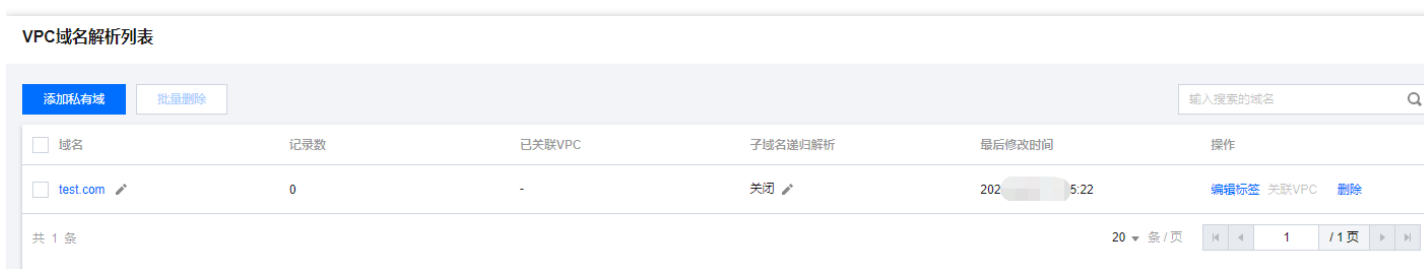 VPC域名解析列表
添加私有域 批量删除 输入搜索的域名
域名 记录数 已关联VPC 子域名递归解析 最后修改时间 操作
test.com 0 - 关闭 202 5:22 编辑标签 关联VPC 删除
共 1 条 20 条 / 页 1 / 1 页